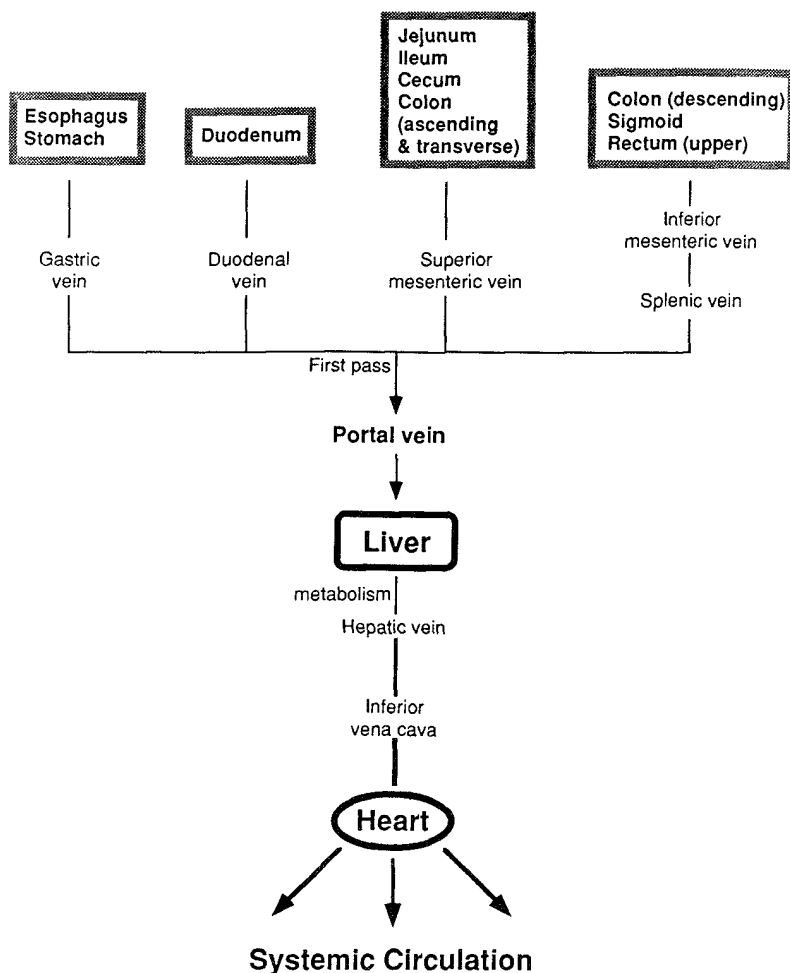 Esophagus
Stomach
Duodenum
Jejunum
Ileum
Cecum
Colon
(ascending
& transverse)
Colon (descending)
Sigmoid
Rectum (upper)
Gastric
vein
Duodenal
vein
Superior
mesenteric vein
Inferior
mesenteric vein
Splenic vein
First pass
Portal vein
Liver
metabolism
Hepatic vein
Inferior
vena cava
Heart
Systemic Circulation